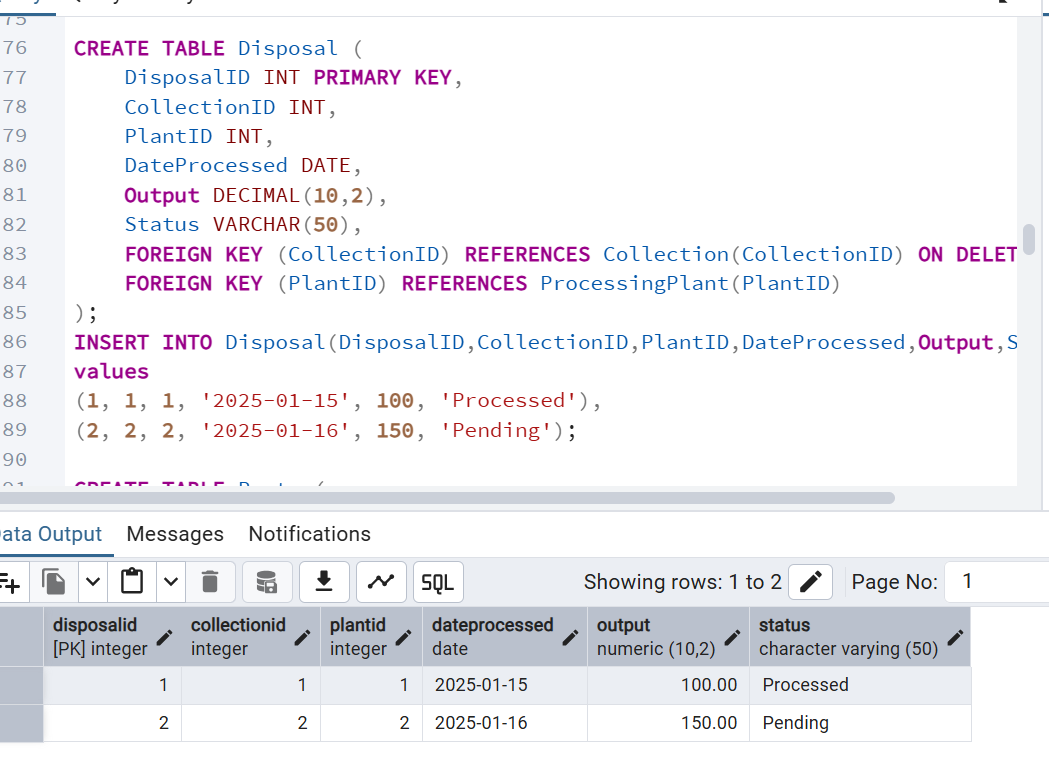 75
76 CREATE TABLE Disposal (
77 DisposalID INT PRIMARY KEY,
78 CollectionID INT,
79 PlantID INT,
80 DateProcessed DATE,
81 Output DECIMAL(10,2),
82 Status VARCHAR(50),
83 FOREIGN KEY (CollectionID) REFERENCES Collection(CollectionID) ON DELET
84 FOREIGN KEY (PlantID) REFERENCES ProcessingPlant(PlantID)
85 );
86 INSERT INTO Disposal(DisposalID,CollectionID,PlantID,DateProcessed,Output,S
87 values
88 (1, 1, 1, '2025-01-15', 100, 'Processed'),
89 (2, 2, 2, '2025-01-16', 150, 'Pending');
90
91 CREATE TABLE
ata Output Messages Notifications
SQL Showing rows: 1 to 2 Page No: 1
disposalid collectionid plantid dateprocessed output status
[PK] integer integer integer date numeric (10,2) character varying (50)
1 1 1 2025-01-15 100.00 Processed
2 2 2 2025-01-16 150.00 Pending